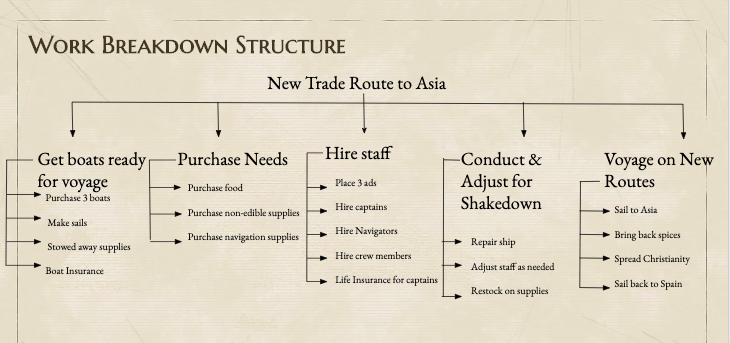 Work Breakdown Structure
New Trade Route to Asia
Get boats ready
for voyage
Purchase 3 boats
Make sails
Stowed away supplies
Boat Insurance
Purchase Needs
Purchase food
Purchase non-edible supplies
Purchase navigation supplies
Hire staff
Place 3 ads
Hire captains
Hire Navigators
Hire crew members
Life Insurance for captains
Conduct &
Adjust for
Shakedown
Repair ship
Adjust staff as needed
Restock on supplies
Voyage on New
Routes
Sail to Asia
Bring back spices
Spread Christianity
Sail back to Spain